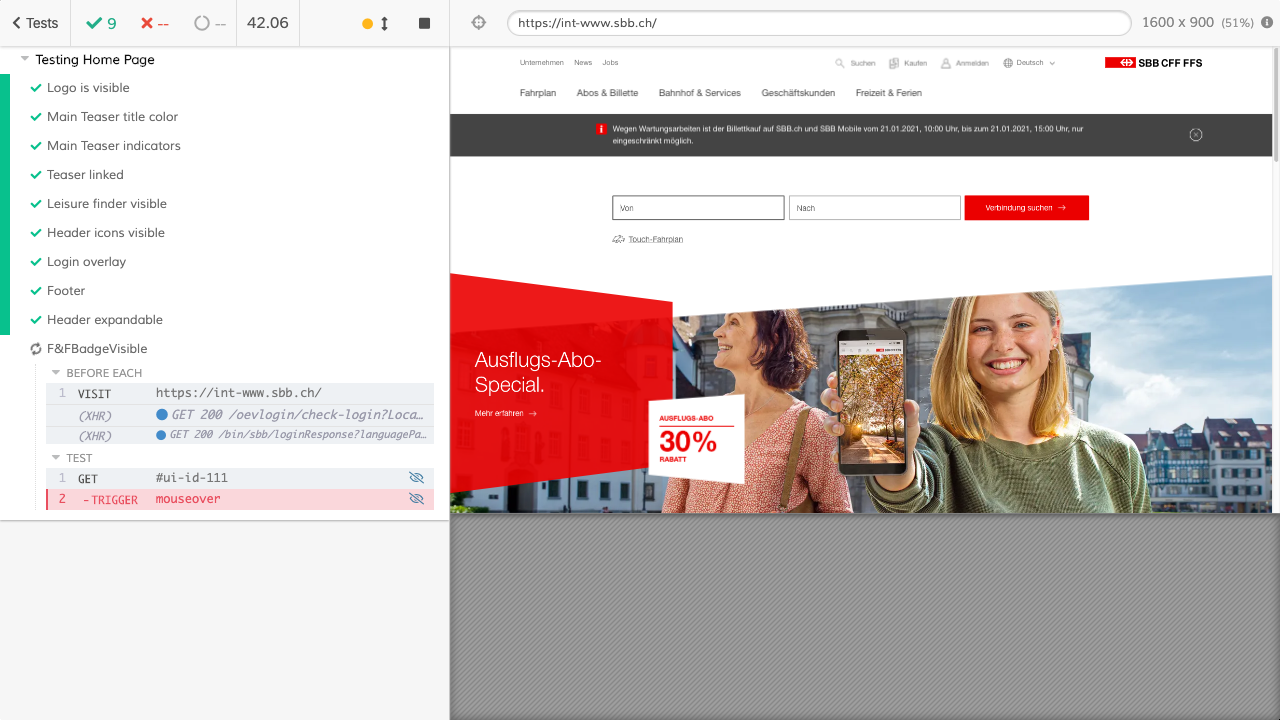 Tests
9
--
--
42.06
https://int-www.sbb.ch/
1600 x 900 (51%)
Testing Home Page
Logo is visible
Main Teaser title color
Main Teaser indicators
Teaser linked
Leisure finder visible
Header icons visible
Login overlay
Footer
Header expandable
F&FBadgeVisible
BEFORE EACH
1 VISIT https://int-www.sbb.ch/
(XHR) GET 200 /oevlogin/check-login?Loca…
(XHR) GET 200 /bin/sbb/loginResponse?languagePa…
TEST
1 GET #ui-id-111
2 -TRIGGER mouseover
Unternehmen News Jobs
Suchen Kaufen Anmelden Deutsch
SBB CFF FFS
Fahrplan Abos & Billette Bahnhof & Services Geschäftskunden Freizeit & Ferien
Wegen Wartungsarbeiten ist der Billettkauf auf SBB.ch und SBB Mobile vom 21.01.2021, 10:00 Uhr, bis zum 21.01.2021, 15:00 Uhr, nur
eingeschränkt möglich.
Von
Nach
Verbindung suchen
Touch-Fahrplan
Ausflugs-Abo-
Special.
Mehr erfahren
AUSFLUGS-ABO
30%
RABATT
SBB CFF FFS